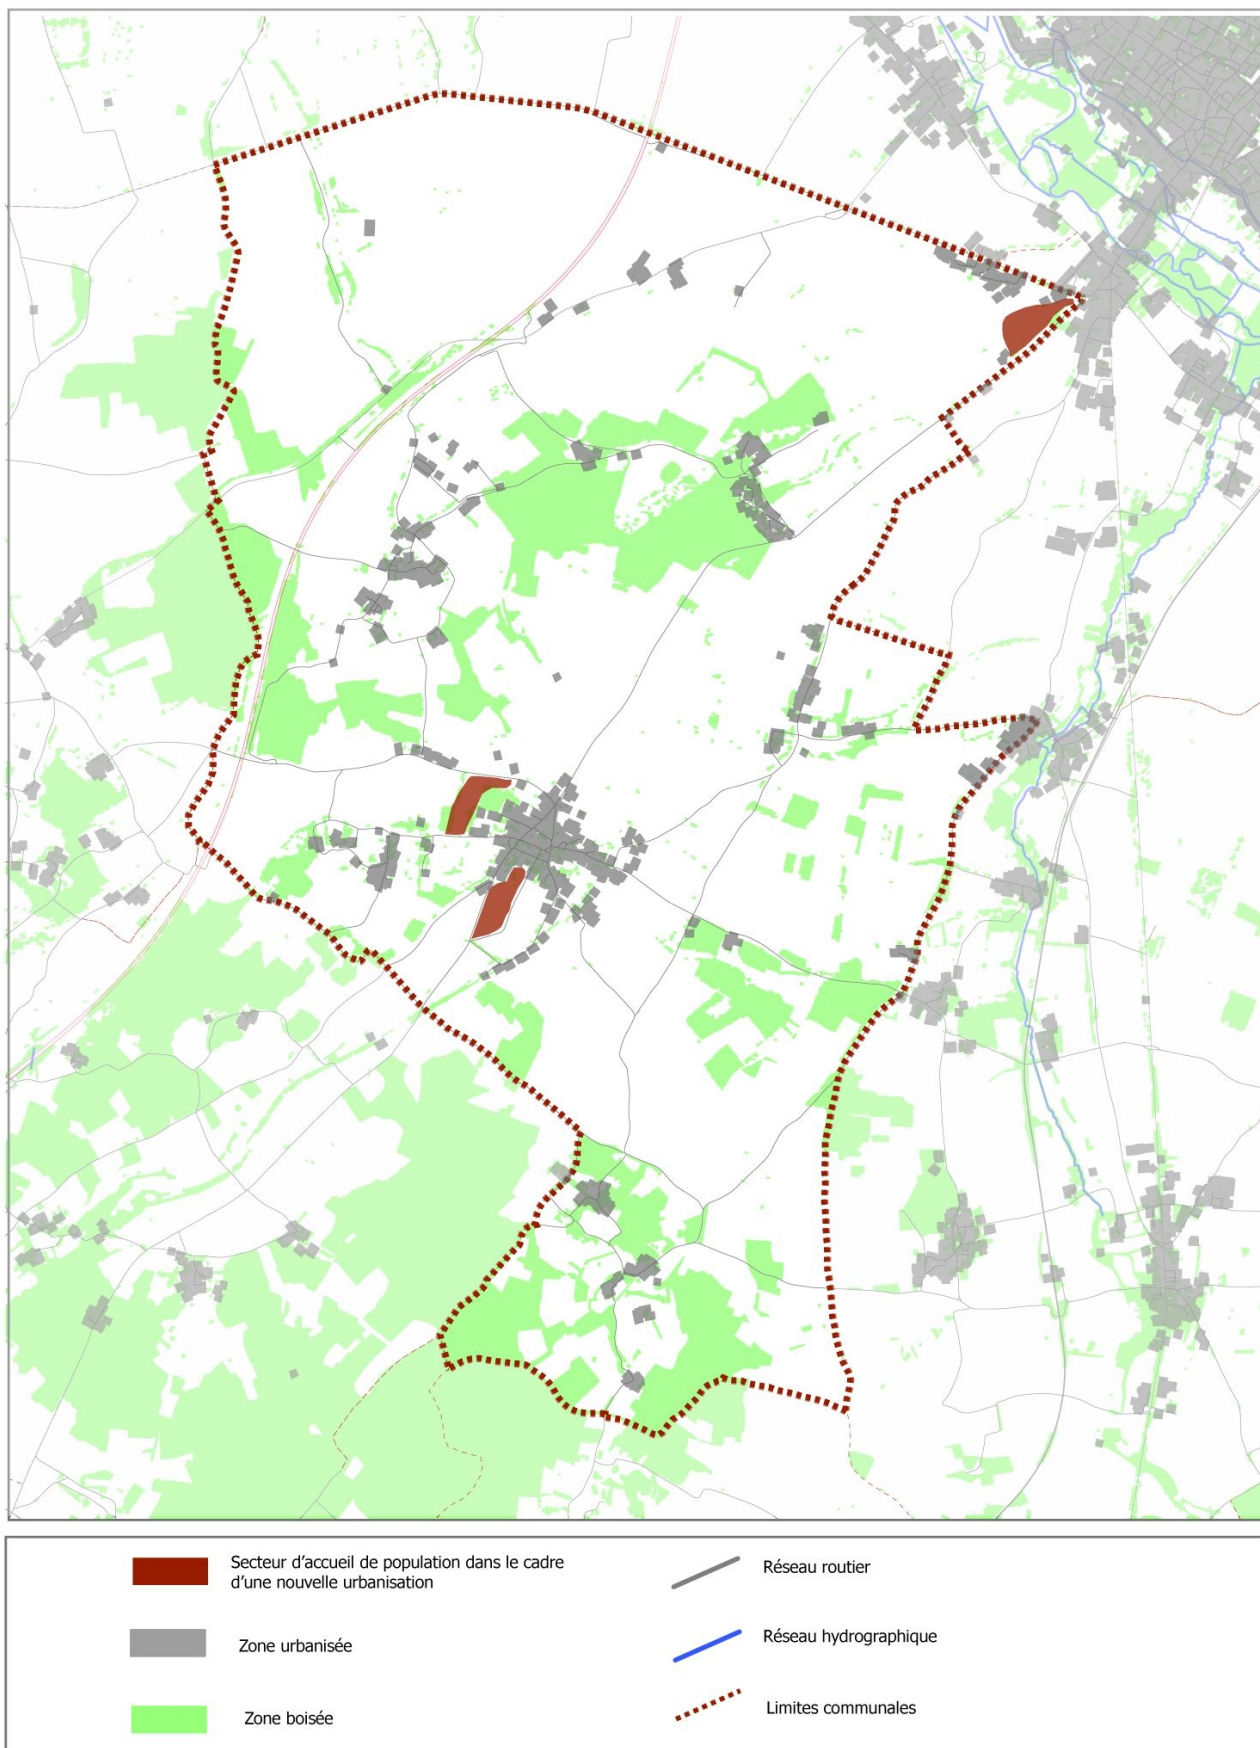 Secteur d'accueil de population dans le cadre
d'une nouvelle urbanisation
Zone urbanisée
Zone boisée
Réseau routier
Réseau hydrographique
Limites communales